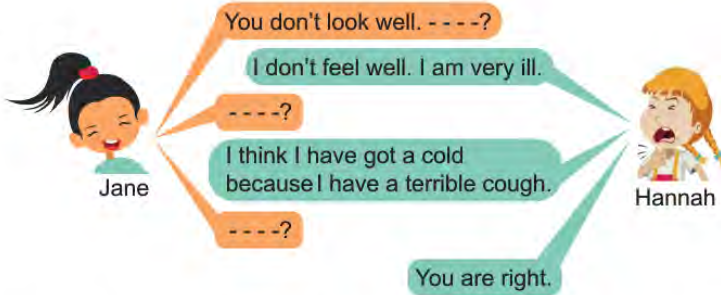 You don't look well. - - - -?
I don't feel well. I am very ill.
- - - -?
I think I have got a cold
because I have a terrible cough.
- - - -?
You are right.
Jane
Hannah